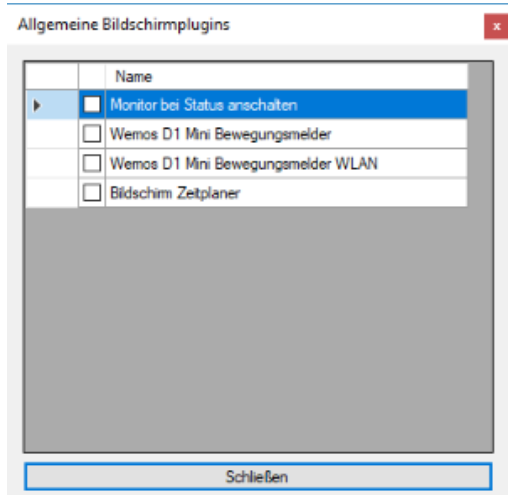 Allgemeine Bildschirmplugins
x
Name
Monitor bei Status anschalten
Wemos D1 Mini Bewegungsmelder
Wemos D1 Mini Bewegungsmelder WLAN
Bildschirm Zeitplaner
Schließen